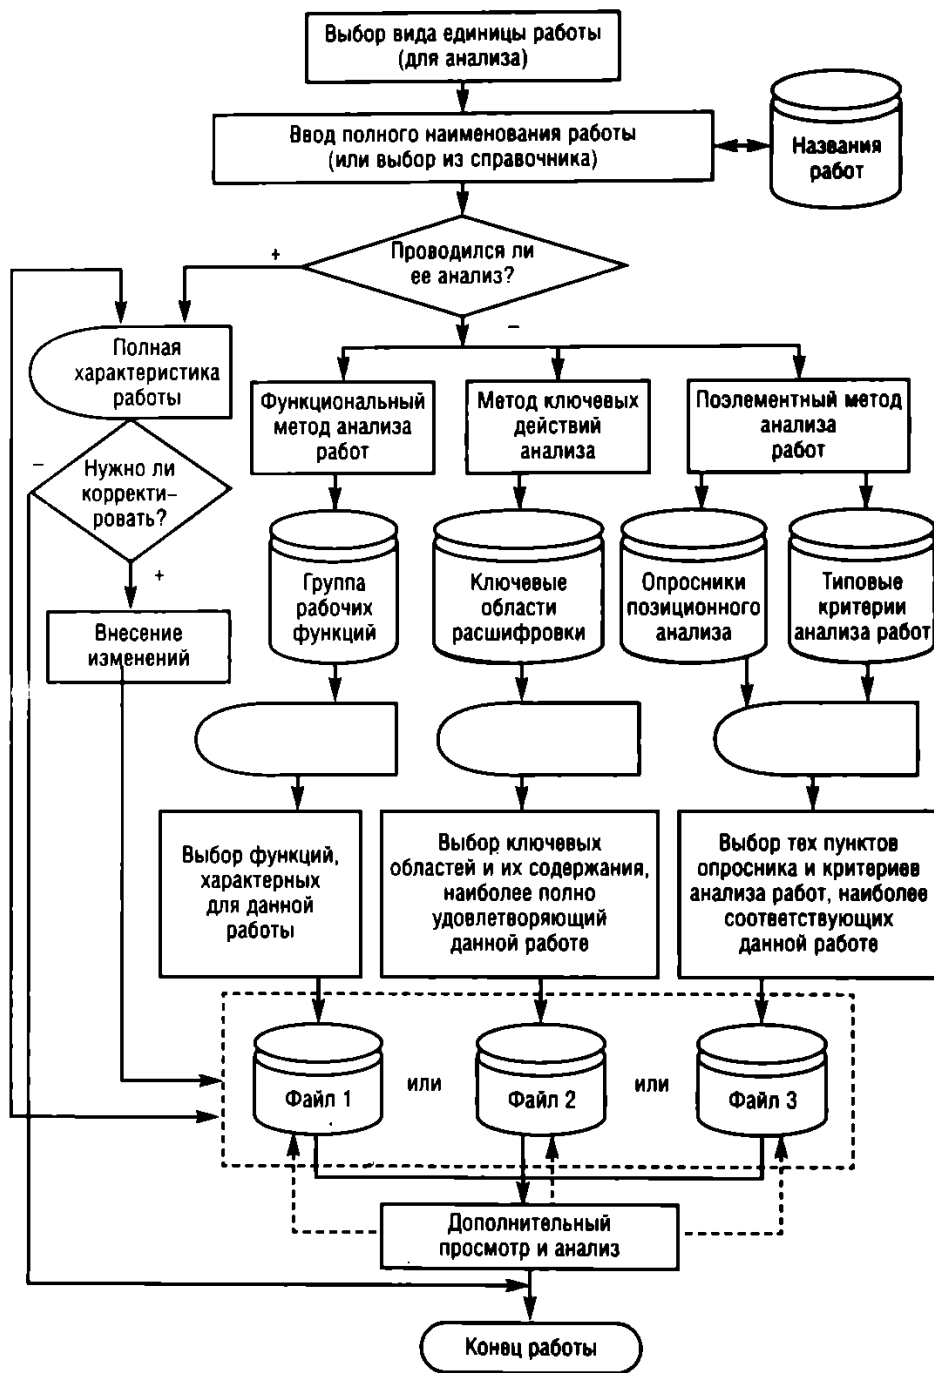 Выбор вида единицы работы
(для анализа)
Ввод полного наименования работы
(или выбор из справочника)
Названия
работ
Проводился ли
ее анализ?
+
–
Полная
характеристика
работы
Функциональный
метод анализа
работ
Метод ключевых
действий
анализа
Поэлементный метод
анализа
работ
–
Нужно ли
корректи–
ровать?
+
Группа
рабочих
функций
Ключевые
области
расшифровки
Опросники
позиционного
анализа
Типовые
критерии
анализа работ
Внесение
изменений
Выбор функций,
характерных
для данной
работы
Выбор ключевых
областей и их содержания,
наиболее полно
удовлетворяющий
данной работе
Выбор тех пунктов
опросника и критериев
анализа работ, наиболее
соответствующих
данной работе
Файл 1
или
Файл 2
или
Файл 3
Дополнительный
просмотр и анализ
Конец работы